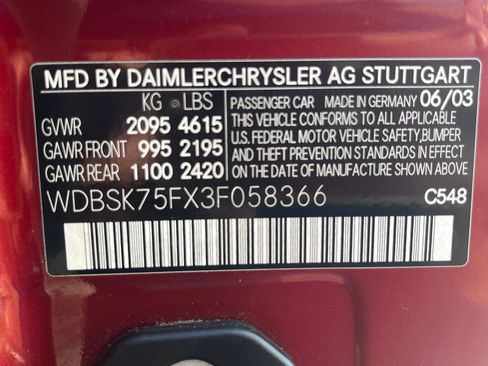 MFD BY DAIMLERCHRYSLER AG STUTTGART
KG LBS
GVWR 2095 4615
GAWR FRONT 995 2195
GAWR REAR 1100 2420
PASSENGER CAR MADE IN GERMANY 06/03
THIS VEHICLE CONFORMS TO ALL APPLICABLE
U.S. FEDERAL MOTOR VEHICLE SAFETY, BUMPER
AND THEFT PREVENTION STANDARDS IN EFFECT
ON THE DATE OF MANUFACTURE SHOWN ABOVE
WDBSK75FX3F058366
C548